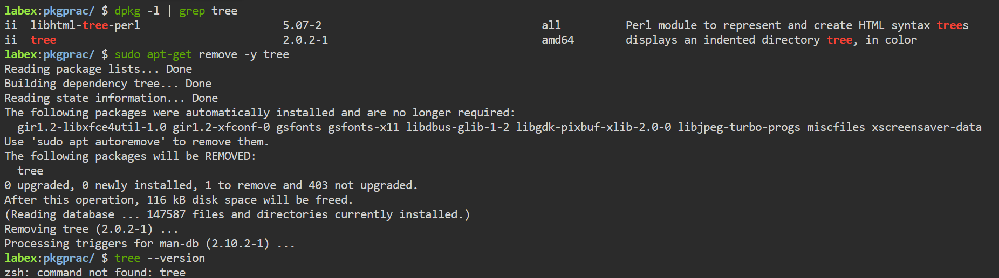 labex:pkgprac/ $ dpkg -l | grep tree
ii  libhtml-tree-perl                      5.07-2                                  all          Perl module to represent and create HTML syntax trees
ii  tree                                   2.0.2-1                                 amd64        displays an indented directory tree, in color
labex:pkgprac/ $ sudo apt-get remove -y tree
Reading package lists... Done
Building dependency tree... Done
Reading state information... Done
The following packages were automatically installed and are no longer required:
  gir1.2-libxfce4util-1.0 gir1.2-xfconf-0 gsfonts gsfonts-x11 libdbus-glib-1-2 libgdk-pixbuf-xlib-2.0-0 libjpeg-turbo-progs miscfiles xscreensaver-data
Use 'sudo apt autoremove' to remove them.
The following packages will be REMOVED:
  tree
0 upgraded, 0 newly installed, 1 to remove and 403 not upgraded.
After this operation, 116 kB disk space will be freed.
(Reading database ... 147587 files and directories currently installed.)
Removing tree (2.0.2-1) ...
Processing triggers for man-db (2.10.2-1) ...
labex:pkgprac/ $ tree --version
zsh: command not found: tree